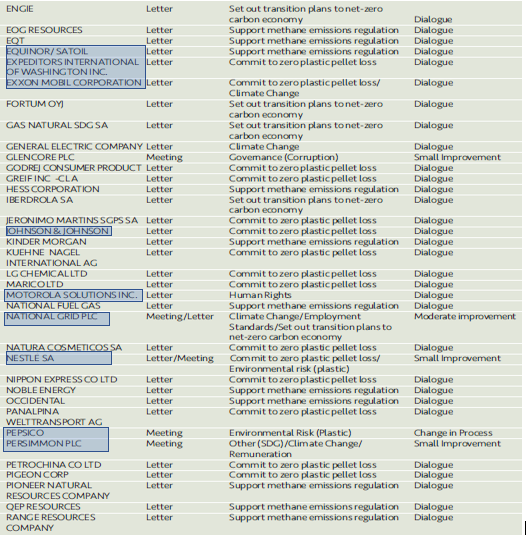 ENGIE Letter Set out transition plans to net-zero
carbon economy Dialogue
EOG RESOURCES Letter Support methane emissions regulation Dialogue
EQT Letter Support methane emissions regulation Dialogue
EQUINOR/ SATOIL Letter Support methane emissions regulation Dialogue
EXPEDITORS INTERNATIONAL Letter Commit to zero plastic pellet loss Dialogue
OF WASHINGTON INC.
EXXON MOBIL CORPORATION Letter Commit to zero plastic pellet loss/ Dialogue
Climate Change
FORTUM OYJ Letter Set out transition plans to net-zero Dialogue
carbon economy
GAS NATURAL SDG SA Letter Set out transition plans to net-zero Dialogue
carbon economy
GENERAL ELECTRIC COMPANY Letter Climate Change Dialogue
GLENCORE PLC Meeting Governance (Corruption) Small Improvement
GODREJ CONSUMER PRODUCT Letter Commit to zero plastic pellet loss Dialogue
GREIF INC -CL A Letter Commit to zero plastic pellet loss Dialogue
HESS CORPORATION Letter Support methane emissions regulation Dialogue
IBERDROLA SA Letter Set out transition plans to net-zero Dialogue
carbon economy
JERONIMO MARTINS SGPS SA Letter Commit to zero plastic pellet loss Dialogue
JOHNSON & JOHNSON Letter Commit to zero plastic pellet loss Dialogue
KINDER MORGAN Letter Support methane emissions regulation Dialogue
KUEHNE NAGEL Letter Commit to zero plastic pellet loss Dialogue
INTERNATIONAL AG
LG CHEMICAL LTD Letter Commit to zero plastic pellet loss Dialogue
MARICO LTD Letter Commit to zero plastic pellet loss Dialogue
MOTOROLA SOLUTIONS INC. Letter Human Rights Dialogue
NATIONAL FUEL GAS Letter Support methane emissions regulation Dialogue
NATIONAL GRID PLC Meeting/Letter Climate Change/Employment Moderate improvement
Standards/Set out transition plans to
net-zero carbon economy
NATURA COSMETICOS SA Letter Commit to zero plastic pellet loss Dialogue
NESTLE SA Letter/Meeting Commit to zero plastic pellet loss/ Small Improvement
Environmental risk (plastic)
NIPPON EXPRESS CO LTD Letter Commit to zero plastic pellet loss Dialogue
NOBLE ENERGY Letter Support methane emissions regulation Dialogue
OCCIDENTAL Letter Support methane emissions regulation Dialogue
PANALPINA Letter Commit to zero plastic pellet loss Dialogue
WELTTRANSPORT AG
PEPSICO Meeting Environmental Risk (Plastic) Change in Process
PERSIMMON PLC Meeting Other (SDG)/Climate Change/ Small Improvement
Remuneration
PETROCHINA CO LTD Letter Commit to zero plastic pellet loss Dialogue
PIGEON CORP Letter Commit to zero plastic pellet loss Dialogue
PIONEER NATURAL Letter Support methane emissions regulation Dialogue
RESOURCES COMPANY
QEP RESOURCES Letter Support methane emissions regulation Dialogue
RANGE RESOURCES Letter Support methane emissions regulation Dialogue
COMPANY